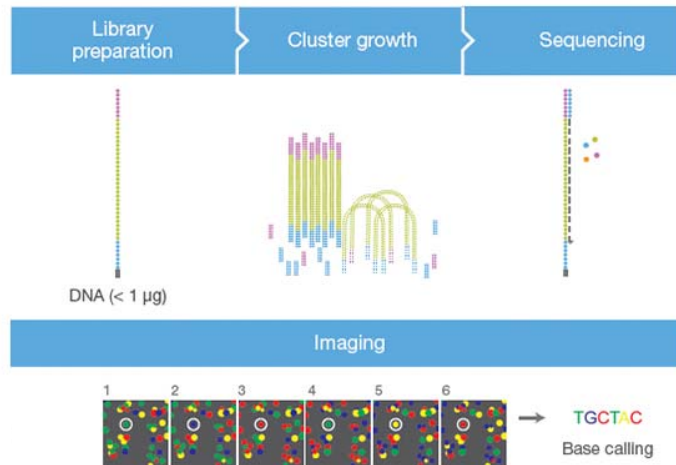 Library
preparation
Cluster growth
Sequencing
DNA (< 1 µg)
Imaging
1 2 3 4 5 6
TGCTAC
Base calling